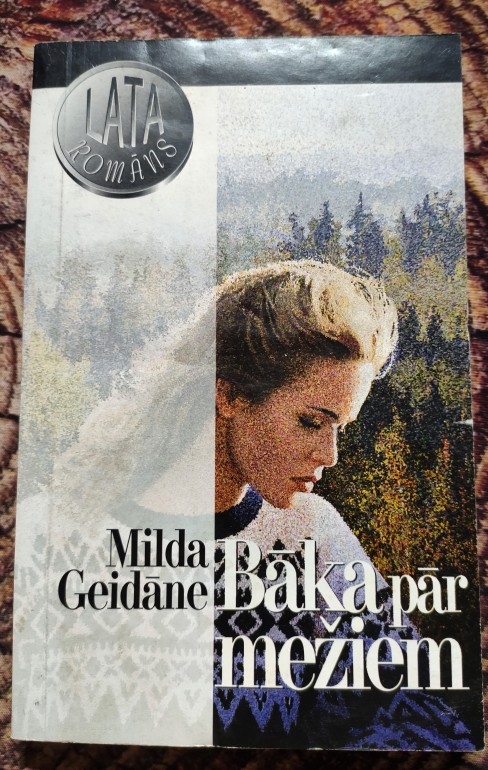 LATA
ROMĀNS
Milda
Geidāne
Bāka pār
mežiem